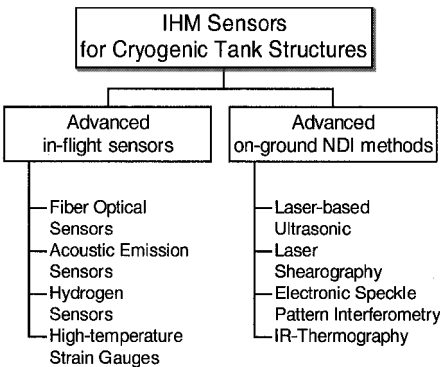 IHM Sensors
for Cryogenic Tank Structures
Advanced
in-flight sensors
Fiber Optical
Sensors
Acoustic Emission
Sensors
Hydrogen
Sensors
High-temperature
Strain Gauges
Advanced
on-ground NDI methods
Laser-based
Ultrasonic
Laser
Shearography
Electronic Speckle
Pattern Interferometry
IR-Thermography